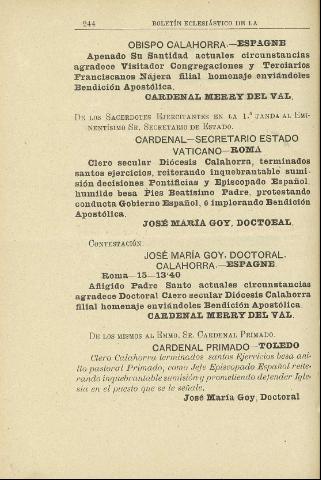 244 BOLETÍN ECLESIÁSTICO DE LA
OBISPO CALAHORRA.—ESPAGNE
Apenado Su Santidad actuales circunstancias
agradece Visitador Congregaciones y Terciarios
Franciscanos Nájera filial homenaje enviándoles
Bendición Apostólica.
CARDENAL MERRY DEL VAL.
DE LOS SACERDOTES EJERCITANTES EN LA 1.ª TANDA AL EMI-
NENTÍSIMO SR. SECRETARIO DE ESTADO.
CARDENAL—SECRETARIO ESTADO
VATICANO—ROMA
Clero secular Diócesis Calahorra, terminados
santos ejercicios, reiterando inquebrantable sumi-
sión decisiones Pontificias y Episcopado Español,
humilde besa Pies Beatísimo Padre, protestando
conducta Gobierno Español, é implorando Bendición
Apostólica.
JOSÉ MARÍA GOY, DOCTORAL.
CONTESTACIÓN.
JOSÉ MARÍA GOY, DOCTORAL.
CALAHORRA.—ESPAGNE
Roma—15—13'40
Afligido Padre Santo actuales circunstancias
agradece Doctoral Clero secular Diócesis Calahorra
filial homenaje enviándoles Bendición Apostólica.
CARDENAL MERRY DEL VAL.
DE LOS MISMOS AL EMMO. SR. CARDENAL PRIMADO.
CARDENAL PRIMADO—TOLEDO
Clero Calahorra terminados santos Ejercicios besa ani-
llo pastoral Primado, como Jefe Episcopado Español reite-
rando inquebrantable sumisión y prometiendo defender Igle-
sia en el puesto que se le señale.
José María Goy, Doctoral